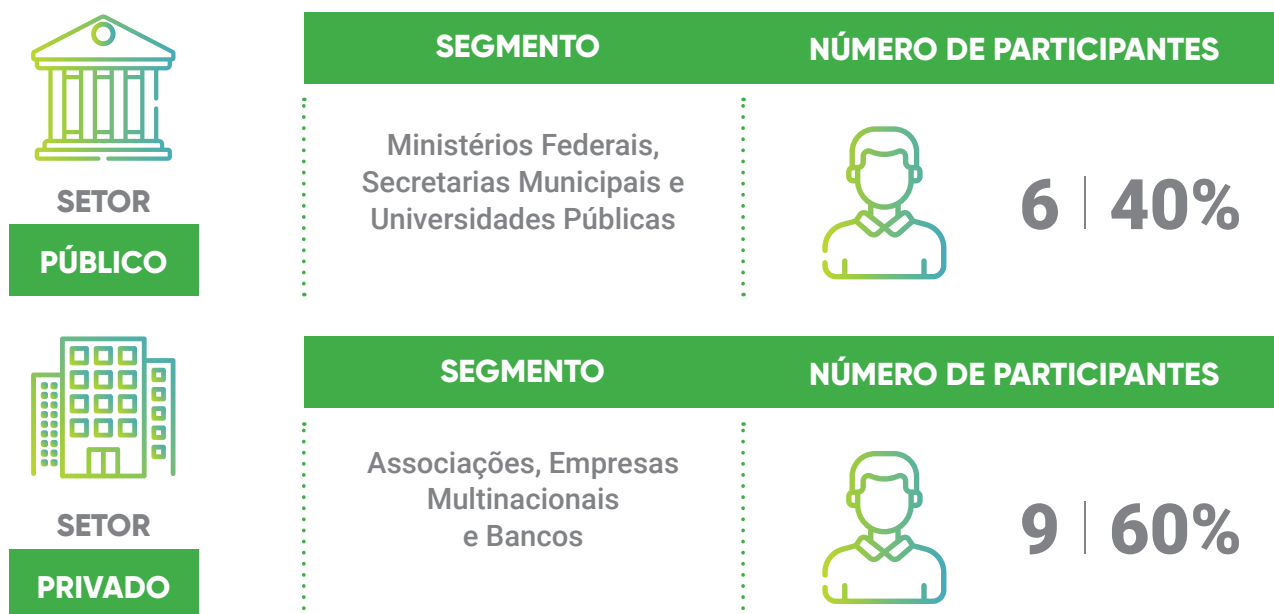 SETOR
PÚBLICO
SEGMENTO
NÚMERO DE PARTICIPANTES
Ministérios Federais,
Secretarias Municipais e
Universidades Públicas
6 | 40%
SETOR
PRIVADO
SEGMENTO
NÚMERO DE PARTICIPANTES
Associações, Empresas
Multinacionais
e Bancos
9 | 60%